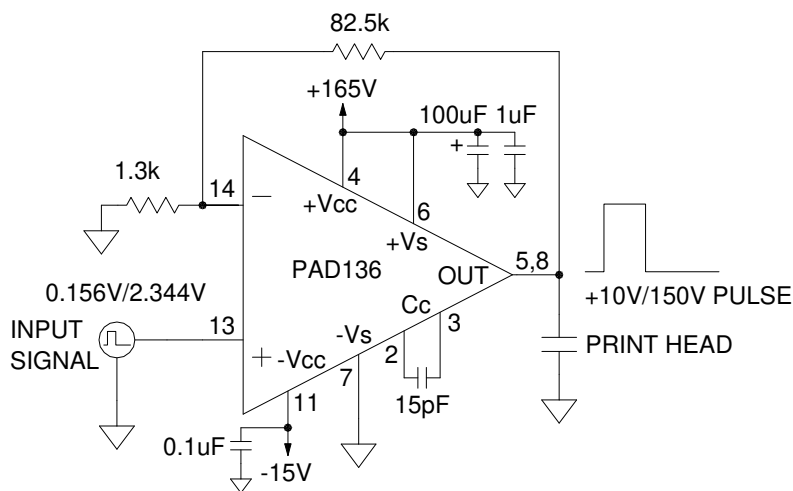 82.5k
+165V
100uF 1uF
+
1.3k
14
−
4
+Vcc
6
+Vs
PAD136
OUT
5,8
0.156V/2.344V
+10V/150V PULSE
INPUT
SIGNAL
13
+
-Vcc
-Vs
Cc
3
2
7
PRINT HEAD
11
15pF
0.1uF
-15V